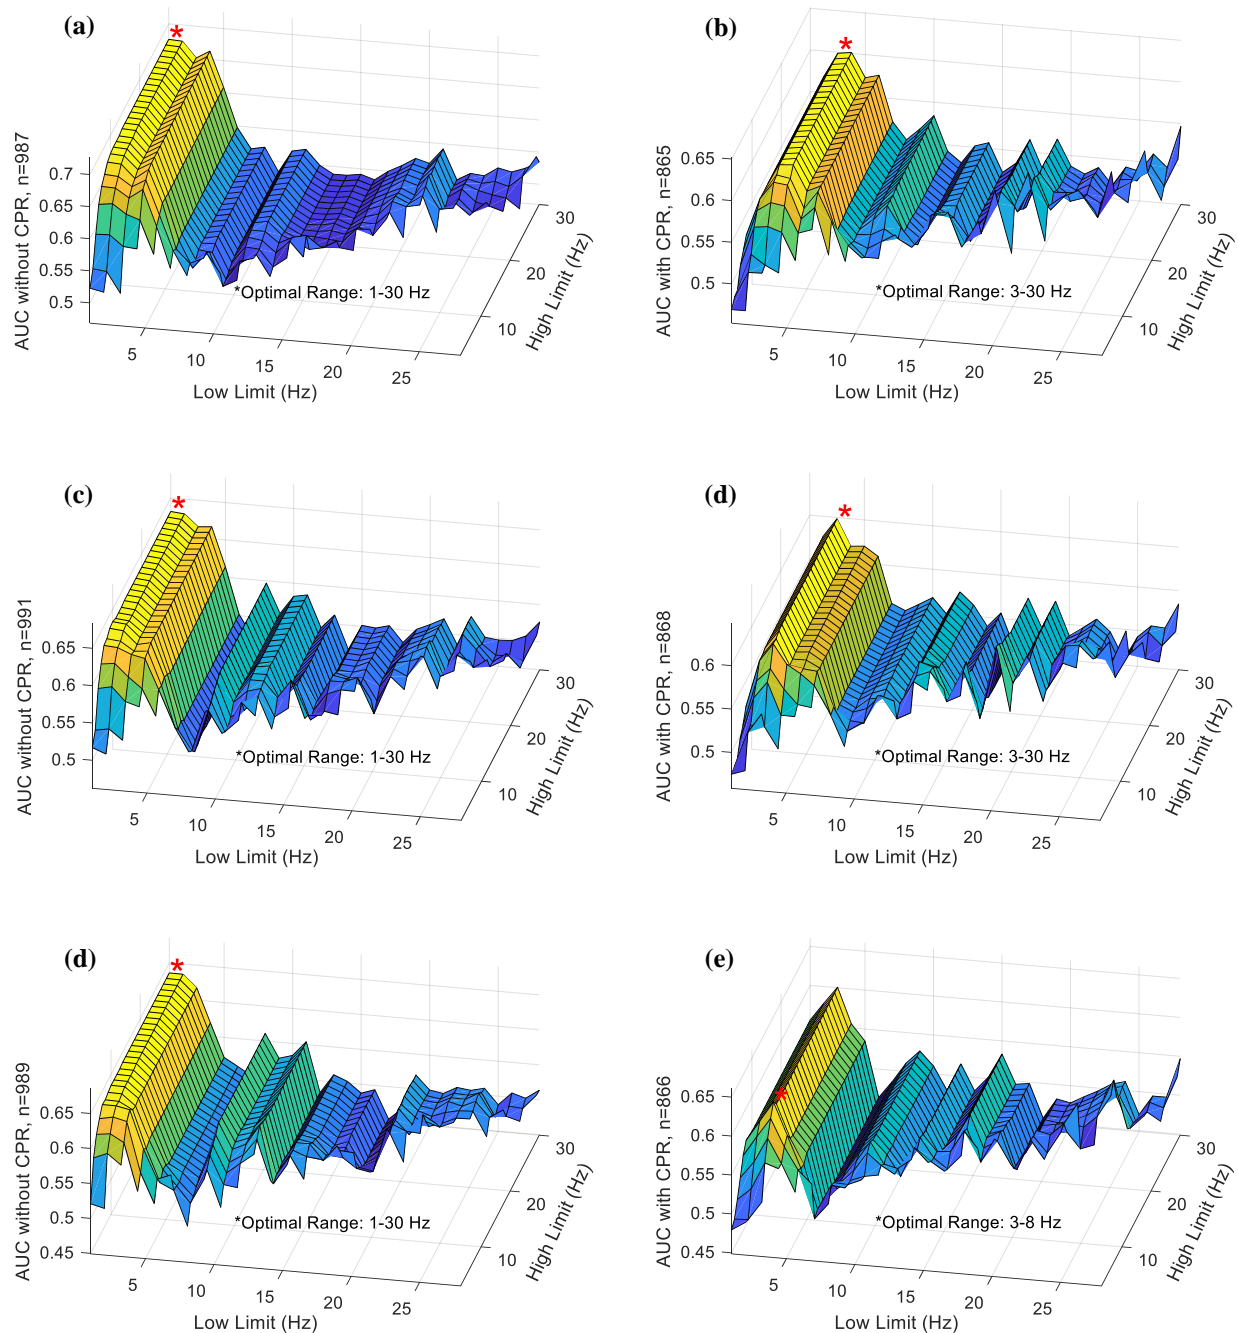 (a)
*
0.7
0.65
0.6
0.55
0.5
AUC without CPR, n=987
*Optimal Range: 1-30 Hz
5
10
15
20
25
Low Limit (Hz)
10
20
30
High Limit (Hz)
(b)
*
0.65
0.6
0.55
0.5
AUC with CPR, n=865
*Optimal Range: 3-30 Hz
5
10
15
20
25
Low Limit (Hz)
10
20
30
High Limit (Hz)
(c)
*
0.65
0.6
0.55
0.5
AUC without CPR, n=991
*Optimal Range: 1-30 Hz
5
10
15
20
25
Low Limit (Hz)
10
20
30
High Limit (Hz)
(d)
*
0.6
0.55
0.5
AUC with CPR, n=868
*Optimal Range: 3-30 Hz
5
10
15
20
25
Low Limit (Hz)
10
20
30
High Limit (Hz)
(d)
*
0.65
0.6
0.55
0.5
0.45
AUC without CPR, n=989
*Optimal Range: 1-30 Hz
5
10
15
20
25
Low Limit (Hz)
10
20
30
High Limit (Hz)
(e)
*
0.65
0.6
0.55
0.5
0.45
AUC with CPR, n=866
*Optimal Range: 3-8 Hz
5
10
15
20
25
Low Limit (Hz)
10
20
30
High Limit (Hz)